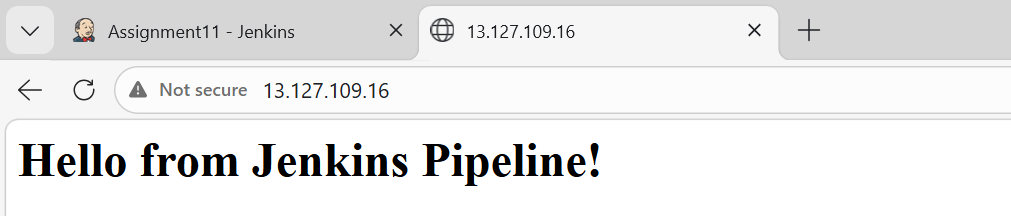 Assignment11 - Jenkins
13.127.109.16
Not secure 13.127.109.16
Hello from Jenkins Pipeline!